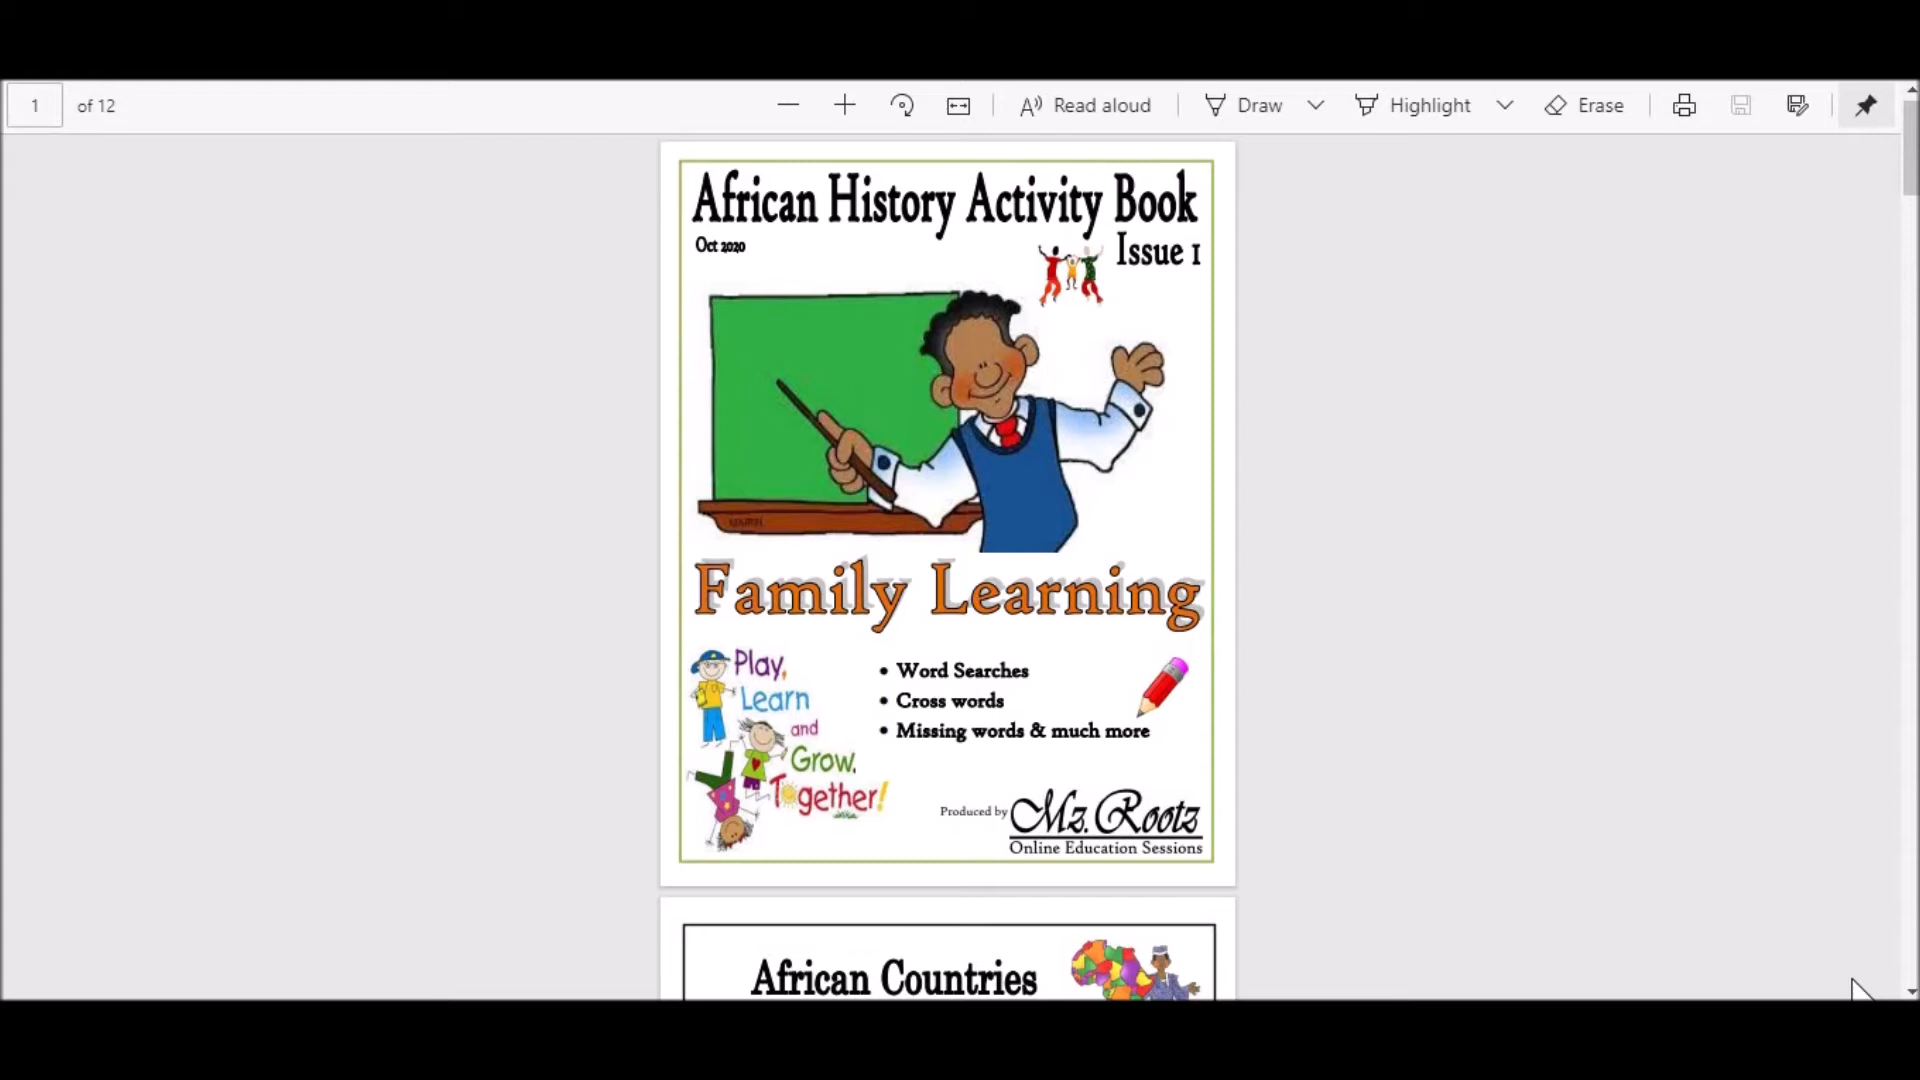 1 of 12 Read aloud Draw Highlight Erase
African History Activity Book
Oct 2020
Issue 1
Family Learning
Play,
Learn
and
Grow,
Together!
• Word Searches
• Cross words
• Missing words & much more
Produced by Mz. Rootz
Online Education Sessions
African Countries